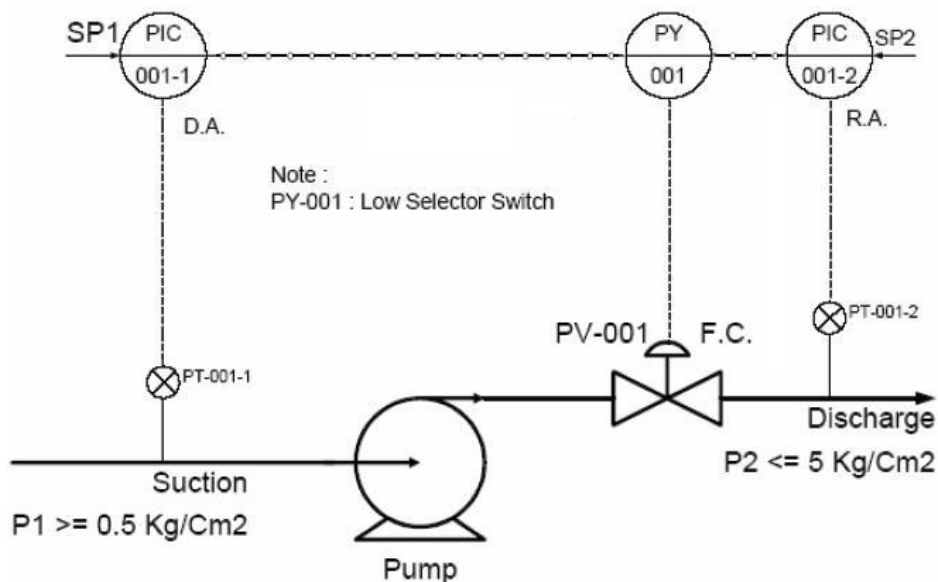 SP1
PIC
001-1
PY
001
PIC
001-2
SP2
D.A.
R.A.
Note :
PY-001 : Low Selector Switch
PT-001-2
PV-001
F.C.
PT-001-1
Discharge
P2 <= 5 Kg/Cm2
Suction
P1 >= 0.5 Kg/Cm2
Pump